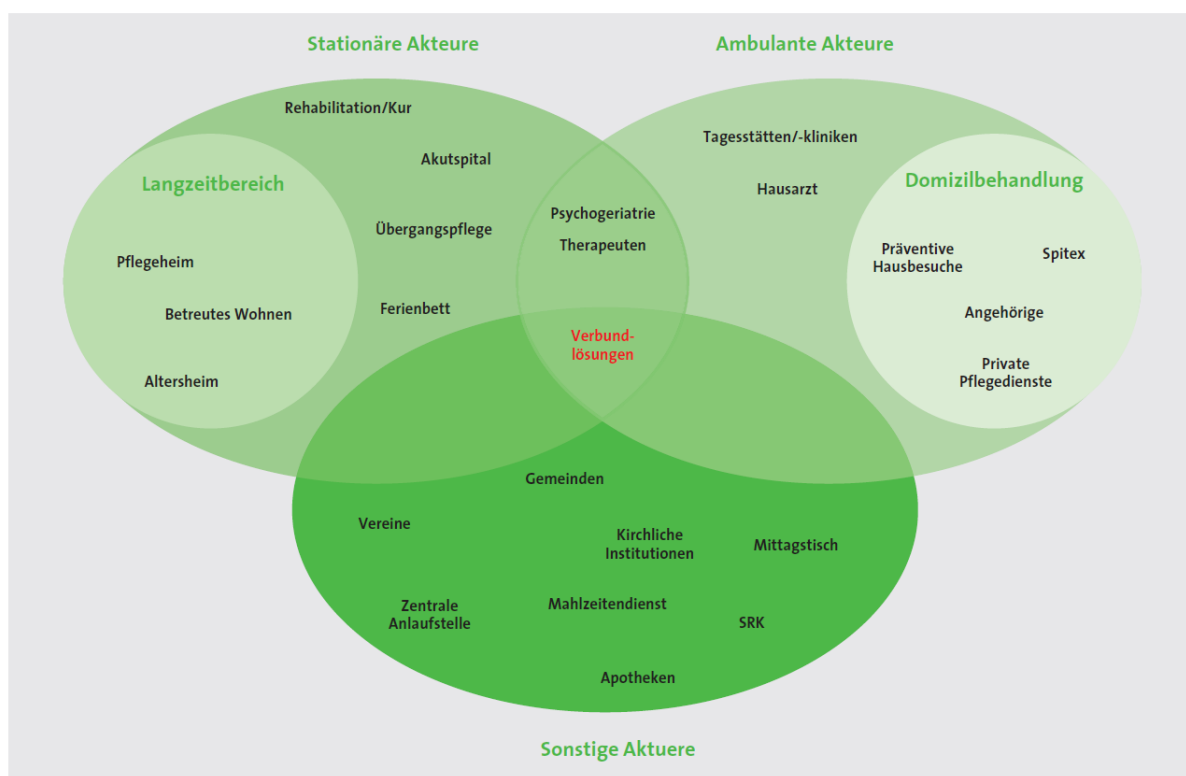 Stationäre Akteure
Ambulante Akteure
Rehabilitation/Kur
Akutspital
Langzeitbereich
Übergangspflege
Pflegeheim
Betreutes Wohnen
Ferienbett
Altersheim
Psychogeriatrie
Therapeuten
Verbund-
lösungen
Tagesstätten/-kliniken
Hausarzt
Domizilbehandlung
Präventive
Hausbesuche
Spitex
Angehörige
Private
Pflegedienste
Gemeinden
Vereine
Kirchliche
Institutionen
Mittagstisch
Zentrale
Anlaufstelle
Mahlzeitendienst
SRK
Apotheken
Sonstige Aktuere